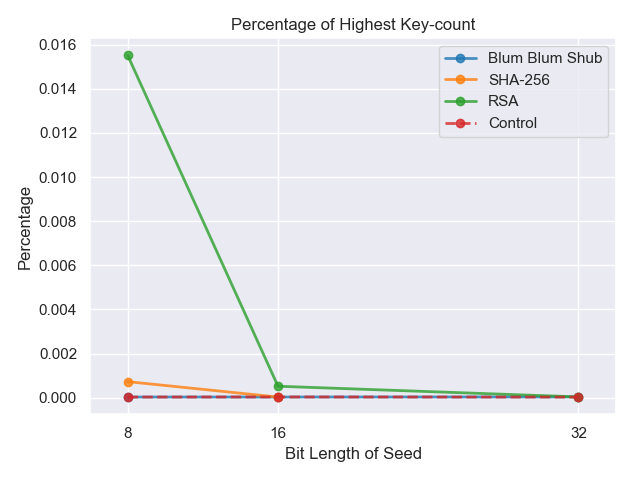 Percentage of Highest Key-count
0.016
0.014
0.012
0.010
0.008
0.006
0.004
0.002
0.000
Percentage
Blum Blum Shub
SHA-256
RSA
Control
8
16
32
Bit Length of Seed